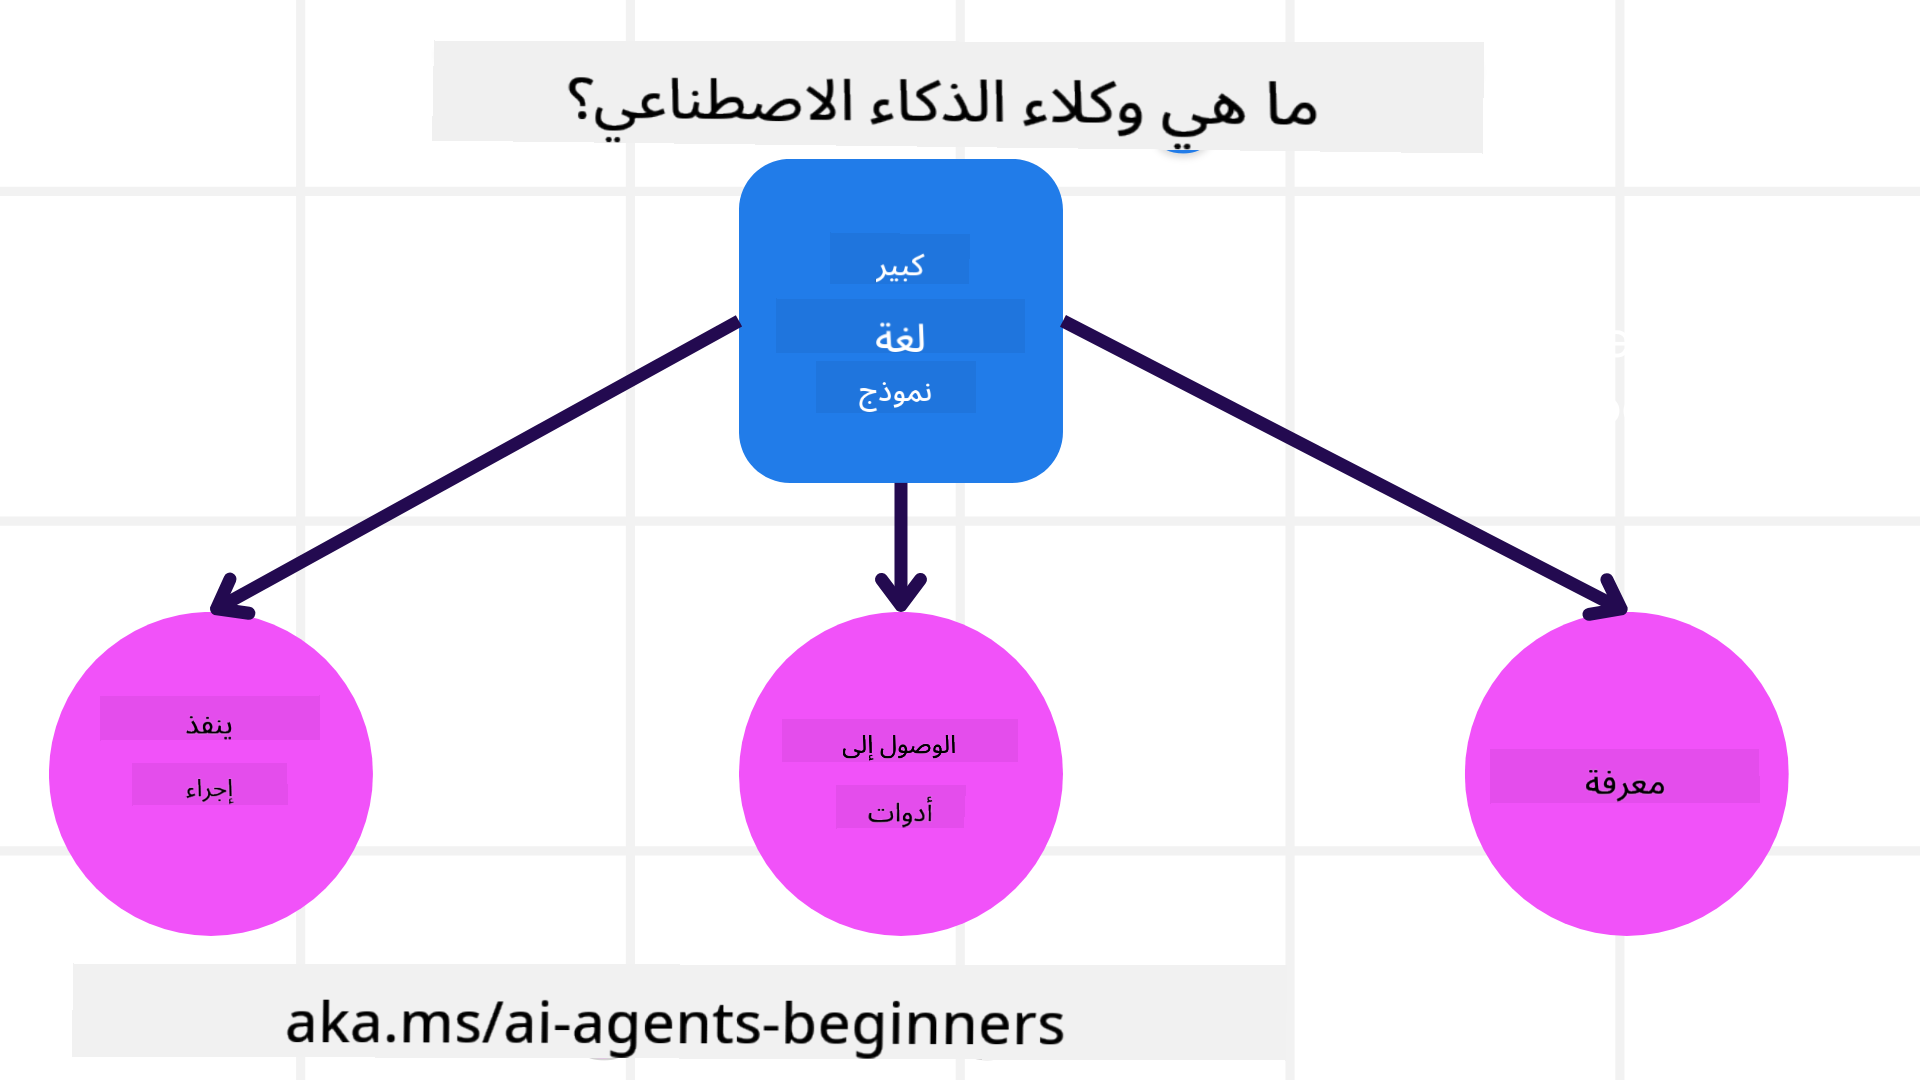 ما هي وكلاء الذكاء الاصطناعي؟
كبير
لغة
نموذج
ينفذ
إجراء
الوصول إلى
أدوات
معرفة
aka.ms/ai-agents-beginners